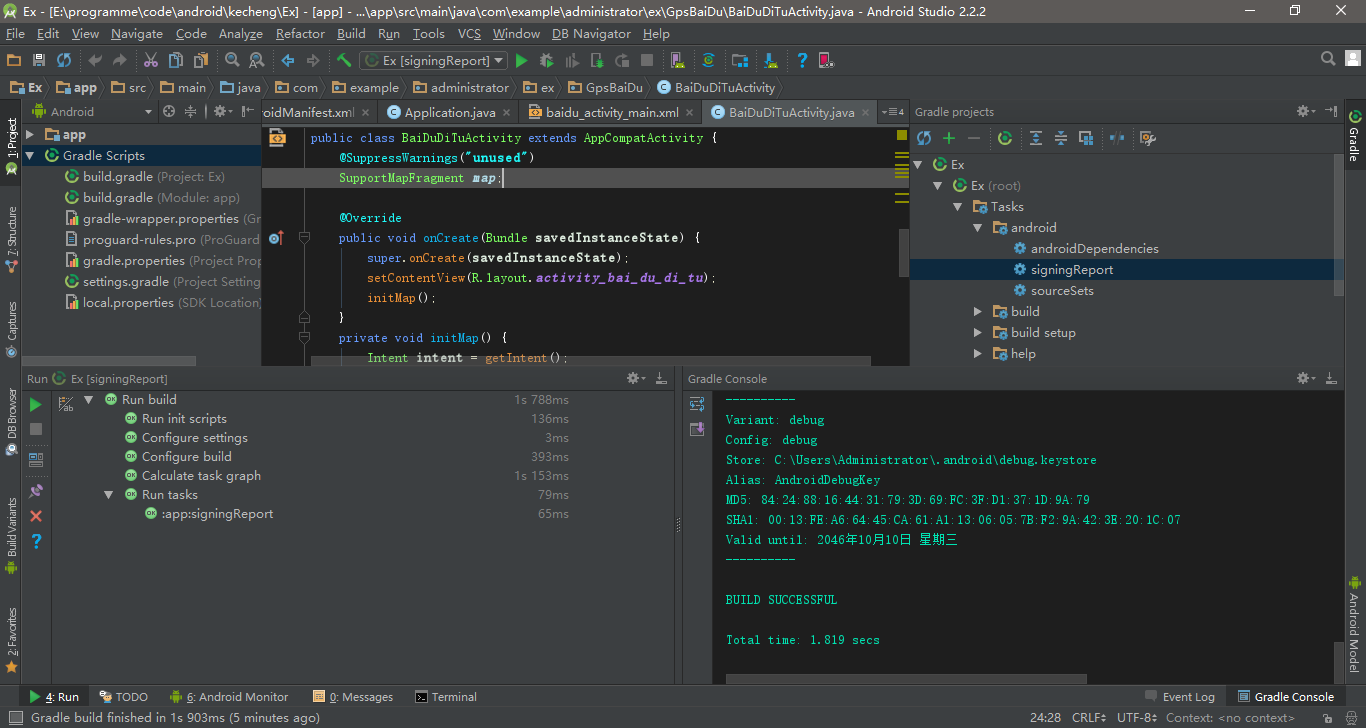 Ex - [E:\programme\code\android\kecheng\Ex] - [app] - ...\app\src\main\java\com\example\administrator\ex\GpsBaiDu\BaiDuDiTuActivity.java - Android Studio 2.2.2
File Edit View Navigate Code Analyze Refactor Build Run Tools VCS Window DB Navigator Help
Ex [signingReport]
Ex app src main java com example administrator ex GpsBaiDu BaiDuDiTuActivity
1: Project
7: Structure
Captures
DB Browser
Build Variants
2: Favorites
Android
app
Gradle Scripts
build.gradle (Project: Ex)
build.gradle (Module: app)
gradle-wrapper.properties (Gr
proguard-rules.pro (ProGuard
gradle.properties (Project Prop
settings.gradle (Project Setting
local.properties (SDK Location)
oidManifest.xml Application.java baidu_activity_main.xml BaiDuDiTuActivity.java 4
public class BaiDuDiTuActivity extends AppCompatActivity {
@SuppressWarnings("unused")
SupportMapFragment map;
@Override
public void onCreate(Bundle savedInstanceState) {
super.onCreate(savedInstanceState);
setContentView(R.layout.activity_bai_du_di_tu);
initMap();
}
private void initMap() {
Intent intent = getIntent();
Gradle projects
Ex
Ex (root)
Tasks
android
androidDependencies
signingReport
sourceSets
build
build setup
help
Gradle
Android Model
Run Ex [signingReport]
Run build 1s 788ms
Run init scripts 136ms
Configure settings 3ms
Configure build 393ms
Calculate task graph 1s 153ms
Run tasks 79ms
:app:signingReport 65ms
Gradle Console
----------
Variant: debug
Config: debug
Store: C:\Users\Administrator\.android\debug.keystore
Alias: AndroidDebugKey
MD5: 84:24:88:16:44:31:79:3D:69:FC:3F:D1:37:1D:9A:79
SHA1: 00:13:FE:A6:64:45:CA:61:A1:13:06:05:7B:F2:9A:42:3E:20:1C:07
Valid until: 2046年10月10日 星期三
----------
BUILD SUCCESSFUL
Total time: 1.819 secs
4: Run TODO 6: Android Monitor 0: Messages Terminal Event Log Gradle Console
Gradle build finished in 1s 903ms (5 minutes ago) 24:28 CRLF UTF-8 Context: <no context>